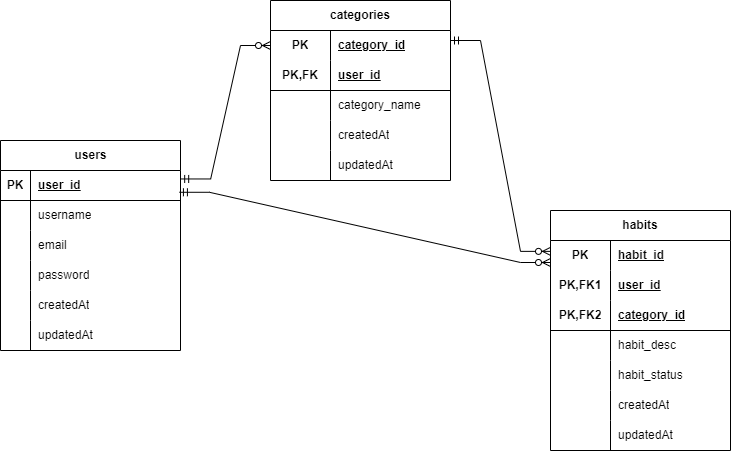 categories
PK category_id
PK,FK user_id
category_name
createdAt
updatedAt
users
PK user_id
username
email
password
createdAt
updatedAt
habits
PK habit_id
PK,FK1 user_id
PK,FK2 category_id
habit_desc
habit_status
createdAt
updatedAt